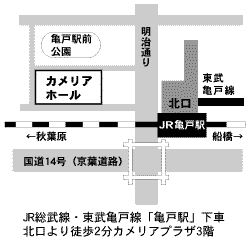 明治通り
亀戸駅前
公園
カメリア
ホール
北口
東武
亀戸線
JR亀戸駅
←秋葉原
船橋→
国道14号（京葉道路）
JR総武線・東武亀戸線「亀戸駅」下車
北口より徒歩2分カメリアプラザ3階